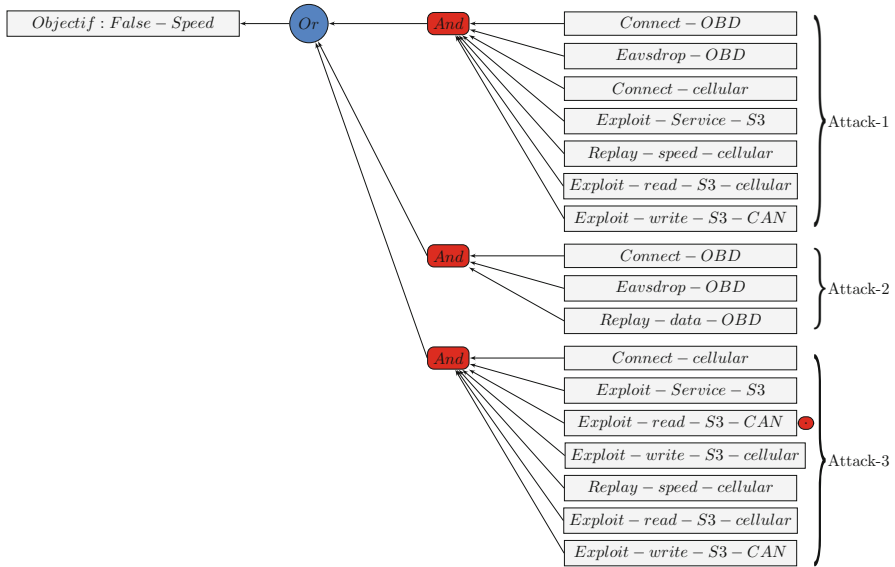 Objectif : False − Speed
Or
And
Connect − OBD
Eavsdrop − OBD
Connect − cellular
Exploit − Service − S3
Replay − speed − cellular
Exploit − read − S3 − cellular
Exploit − write − S3 − CAN
Attack-1
And
Connect − OBD
Eavsdrop − OBD
Replay − data − OBD
Attack-2
And
Connect − cellular
Exploit − Service − S3
Exploit − read − S3 − CAN
Exploit − write − S3 − cellular
Replay − speed − cellular
Exploit − read − S3 − cellular
Exploit − write − S3 − CAN
Attack-3